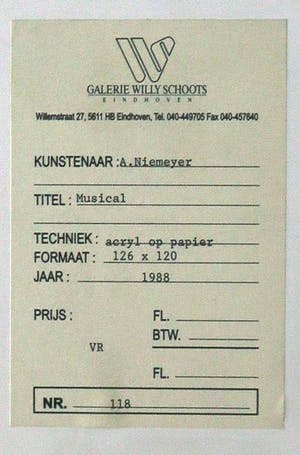 WS
GALERIE WILLY SCHOOTS
EINDHOVEN
Willemstraat 27, 5611 HB Eindhoven, Tel. 040-449705 Fax 040-457640
KUNSTENAAR : A.Niemeyer
TITEL : Musical
TECHNIEK : acryl op papier
FORMAAT : 126 x 120
JAAR : 1988
PRIJS : FL.
BTW.
VR
FL.
NR. 118